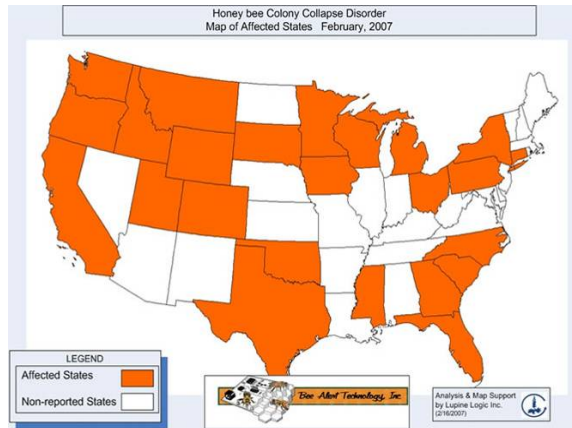 Honey bee Colony Collapse Disorder
Map of Affected States February, 2007
LEGEND
Affected States
Non-reported States
Bee Alert Technology, Inc
Analysis & Map Support
by Lupine Logic Inc.
(2/16/2007)